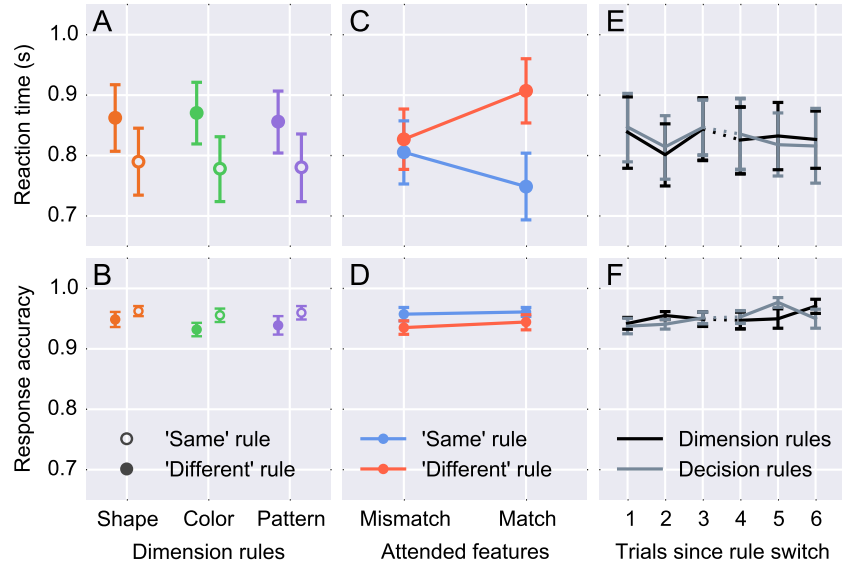 A
C
E
Reaction time (s)
1.0
0.9
0.8
0.7
B
D
F
Response accuracy
1.0
0.9
0.8
0.7
'Same' rule
'Different' rule
'Same' rule
'Different' rule
Dimension rules
Decision rules
Shape Color Pattern
Dimension rules
Mismatch Match
Attended features
1 2 3 4 5 6
Trials since rule switch